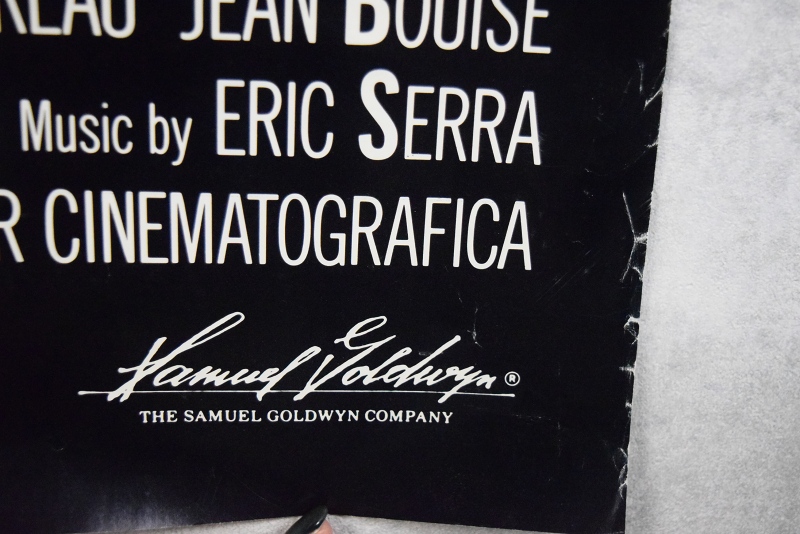 JEAN BOUISE
Music by ERIC SERRA
CINEMATOGRAFICA
Samuel Goldwyn ®
THE SAMUEL GOLDWYN COMPANY